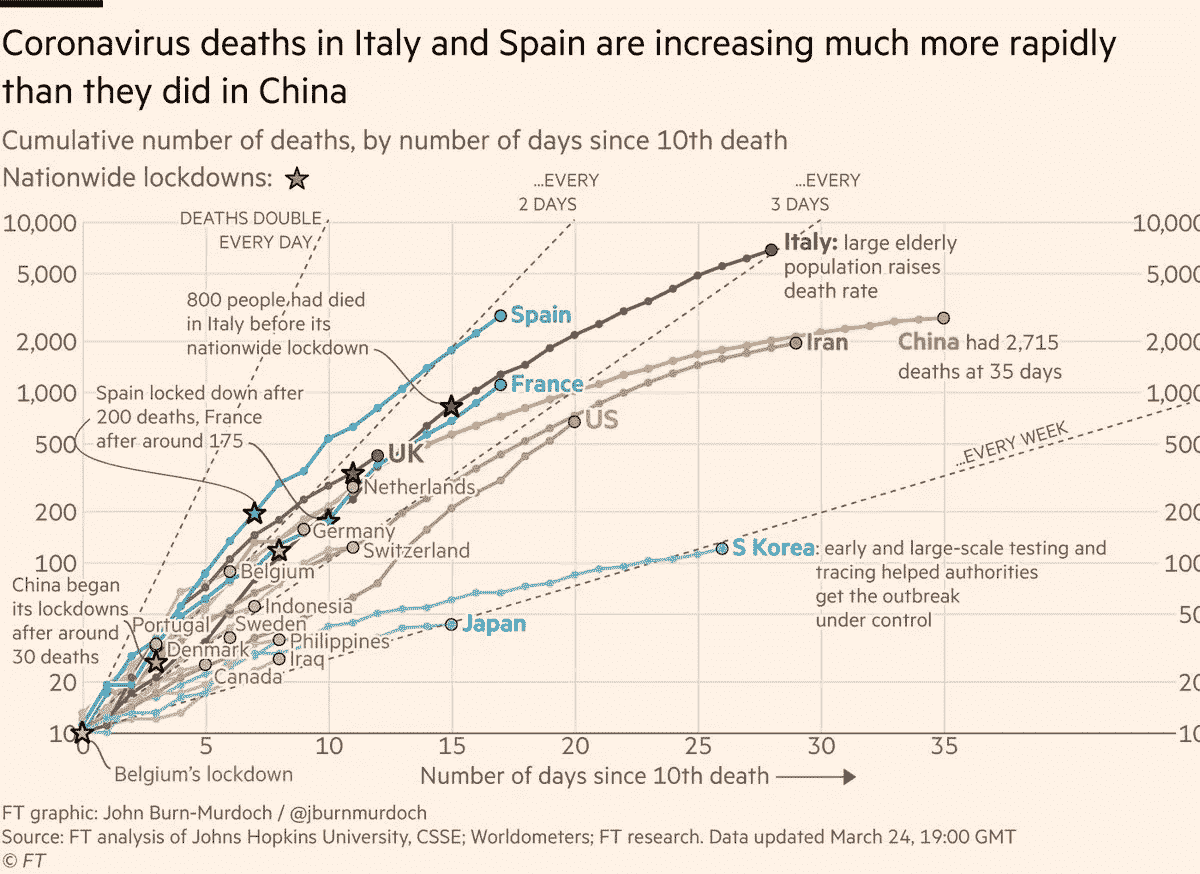 Coronavirus deaths in Italy and Spain are increasing much more rapidly
than they did in China
Cumulative number of deaths, by number of days since 10th death
Nationwide lockdowns:
DEATHS DOUBLE
EVERY DAY
...EVERY
2 DAYS
...EVERY
3 DAYS
...EVERY WEEK
10,000
5,000
2,000
1,000
500
200
100
50
20
10
10,000
5,000
2,000
1,000
500
200
100
50
20
10
800 people had died
in Italy before its
nationwide lockdown
Spain locked down after
200 deaths, France
after around 175
China began
its lockdowns
after around
30 deaths
Italy: large elderly
population raises
death rate
Spain
France
Iran
China had 2,715
deaths at 35 days
US
UK
Netherlands
Germany
Switzerland
Belgium
S Korea: early and large-scale testing and
tracing helped authorities
get the outbreak
under control
Indonesia
Portugal
Sweden
Japan
Denmark
Philippines
Iraq
Canada
0
5
10
15
20
25
30
35
Belgium's lockdown
Number of days since 10th death
FT graphic: John Burn-Murdoch / @jburnmurdoch
Source: FT analysis of Johns Hopkins University, CSSE; Worldometers; FT research. Data updated March 24, 19:00 GMT
© FT